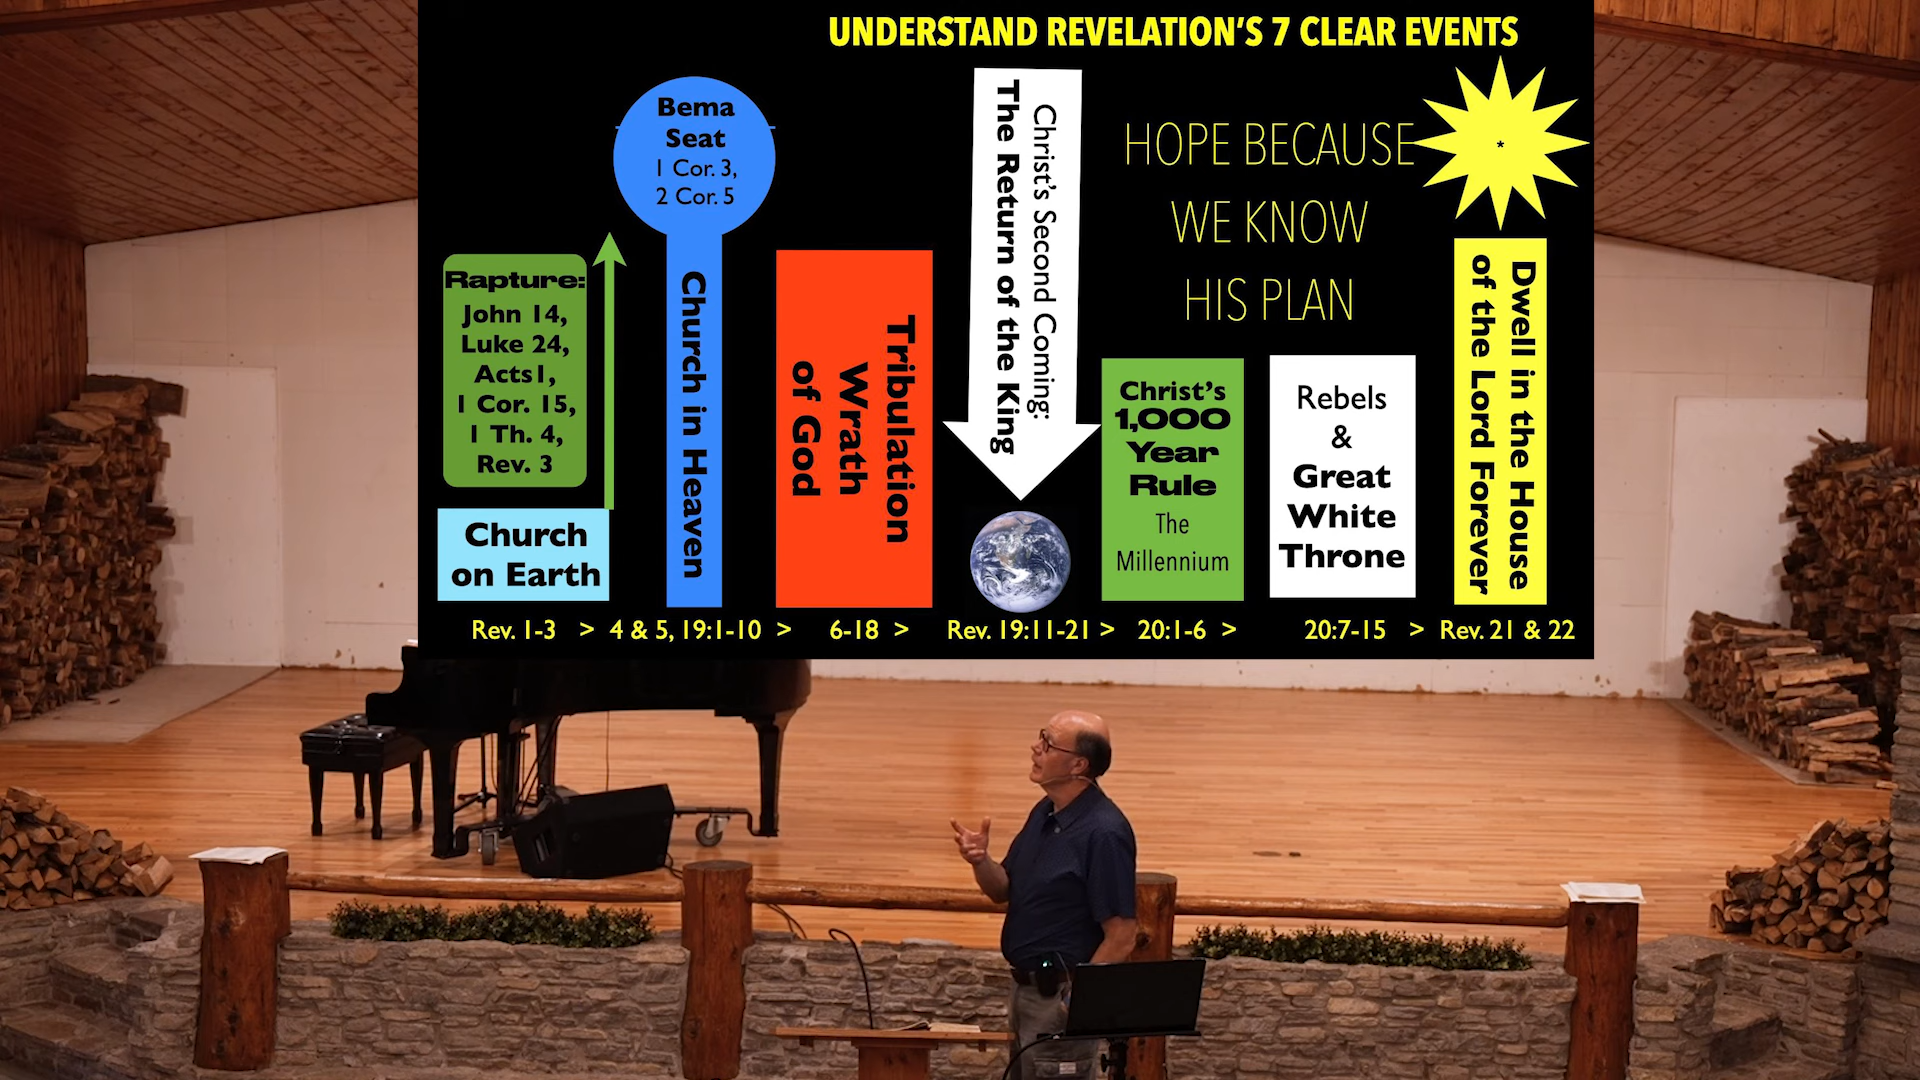 UNDERSTAND REVELATION'S 7 CLEAR EVENTS
Rapture:
John 14,
Luke 24,
Acts1,
1 Cor. 15,
1 Th. 4,
Rev. 3
Church
on Earth
Bema
Seat
1 Cor. 3,
2 Cor. 5
Church in Heaven
Tribulation
Wrath
of God
Christ's Second Coming:
The Return of the King
HOPE BECAUSE
WE KNOW
HIS PLAN
Christ's
1,000
Year
Rule
The
Millennium
Rebels
&
Great
White
Throne
*
Dwell in the House
of the Lord Forever
Rev. 1-3 > 4 & 5, 19:1-10 > 6-18 > Rev. 19:11-21 > 20:1-6 > 20:7-15 > Rev. 21 & 22